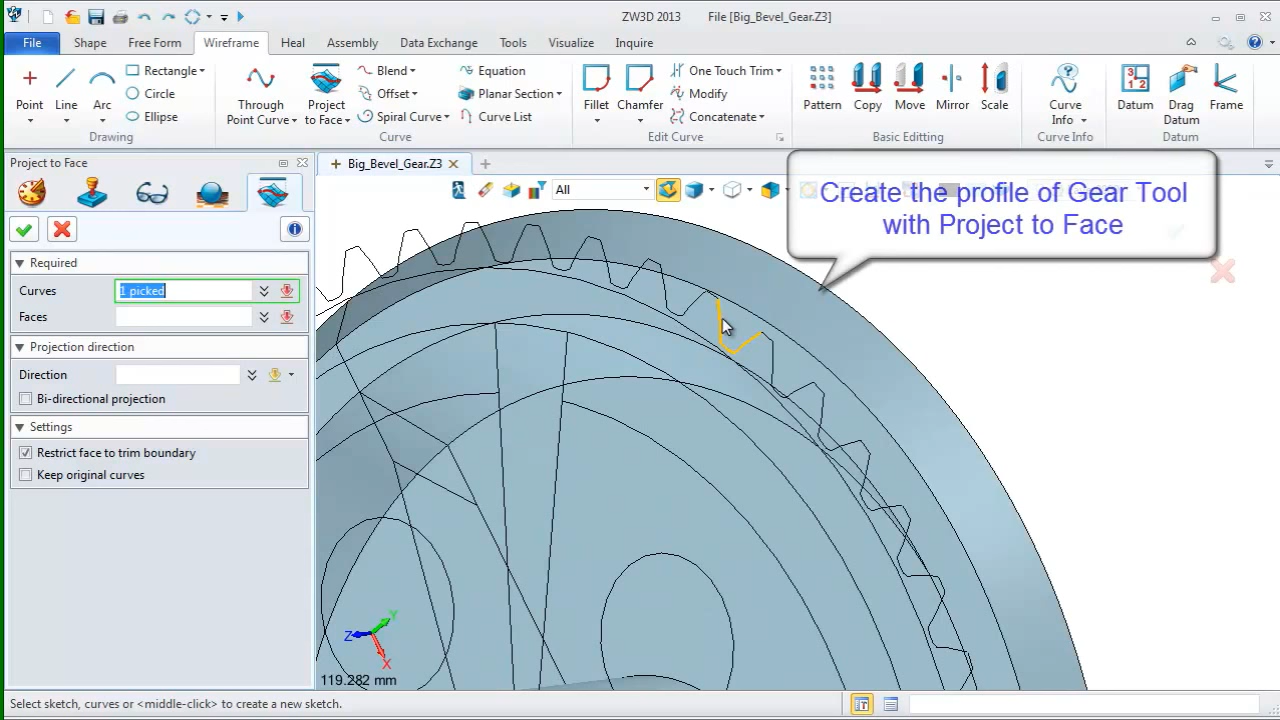 ZW3D 2013 File [Big_Bevel_Gear.Z3]
File Shape Free Form Wireframe Heal Assembly Data Exchange Tools Visualize Inquire
Point Line Arc
Rectangle
Circle
Ellipse
Drawing
Through
Point Curve
Project
to Face
Blend
Offset
Spiral Curve
Equation
Planar Section
Curve List
Curve
Fillet Chamfer
One Touch Trim
Modify
Concatenate
Edit Curve
Pattern Copy Move Mirror Scale
Basic Editing
Curve
Info
Curve Info
Datum
Drag
Datum
Frame
Datum
Project to Face
Big_Bevel_Gear.Z3
All
Create the profile of Gear Tool
with Project to Face
Required
Curves 1 picked
Faces
Projection direction
Direction
Bi-directional projection
Settings
Restrict face to trim boundary
Keep original curves
Y
Z
X
119.282 mm
Select sketch, curves or <middle-click> to create a new sketch.